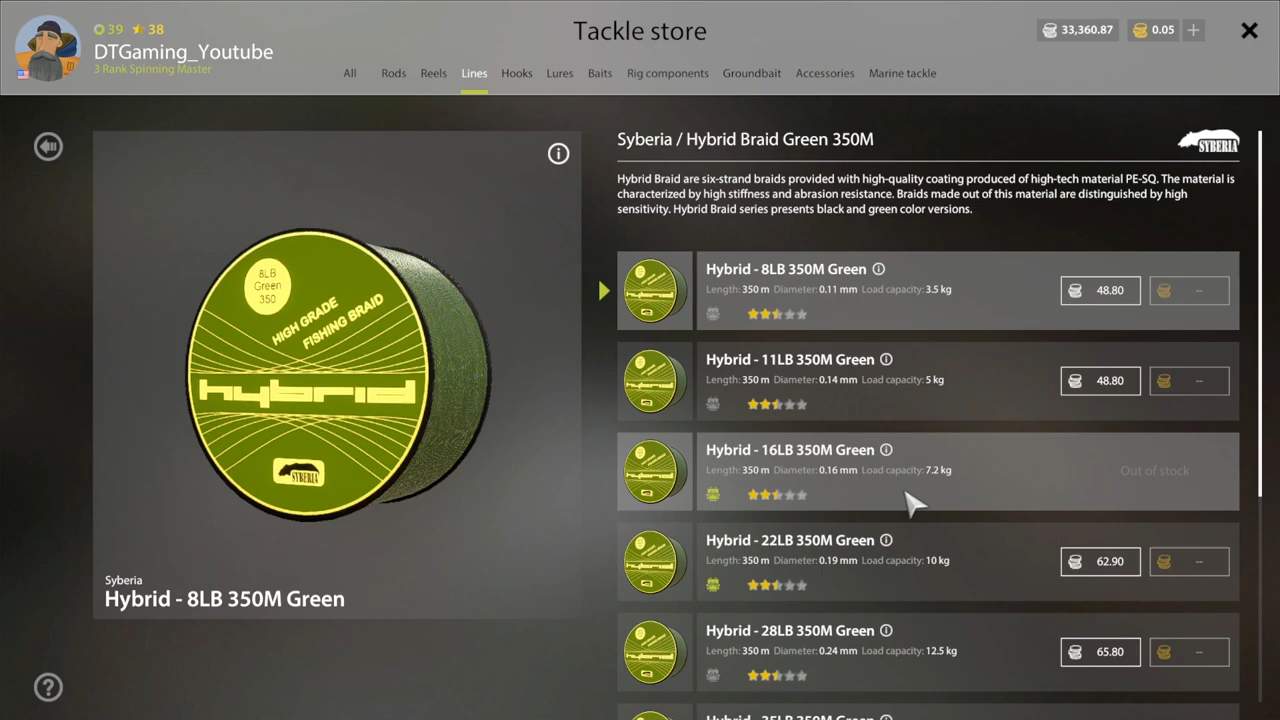 39 38
DTGaming_Youtube
3 Rank Spinning Master
Tackle store
33,360.87
0.05
All Rods Reels Lines Hooks Lures Baits Rig components Groundbait Accessories Marine tackle
8LB
Green
350
HIGH GRADE
FISHING BRAID
hybrid
SYBERIA
Syberia
Hybrid - 8LB 350M Green
Syberia / Hybrid Braid Green 350M
SYBERIA
Hybrid Braid are six-strand braids provided with high-quality coating produced of high-tech material PE-SQ. The material is
characterized by high stiffness and abrasion resistance. Braids made out of this material are distinguished by high
sensitivity. Hybrid Braid series presents black and green color versions.
Hybrid - 8LB 350M Green
Length: 350 m Diameter: 0.11 mm Load capacity: 3.5 kg
48.80 --
Hybrid - 11LB 350M Green
Length: 350 m Diameter: 0.14 mm Load capacity: 5 kg
48.80 --
Hybrid - 16LB 350M Green
Length: 350 m Diameter: 0.16 mm Load capacity: 7.2 kg
Out of stock
Hybrid - 22LB 350M Green
Length: 350 m Diameter: 0.19 mm Load capacity: 10 kg
62.90 --
Hybrid - 28LB 350M Green
Length: 350 m Diameter: 0.24 mm Load capacity: 12.5 kg
65.80 --